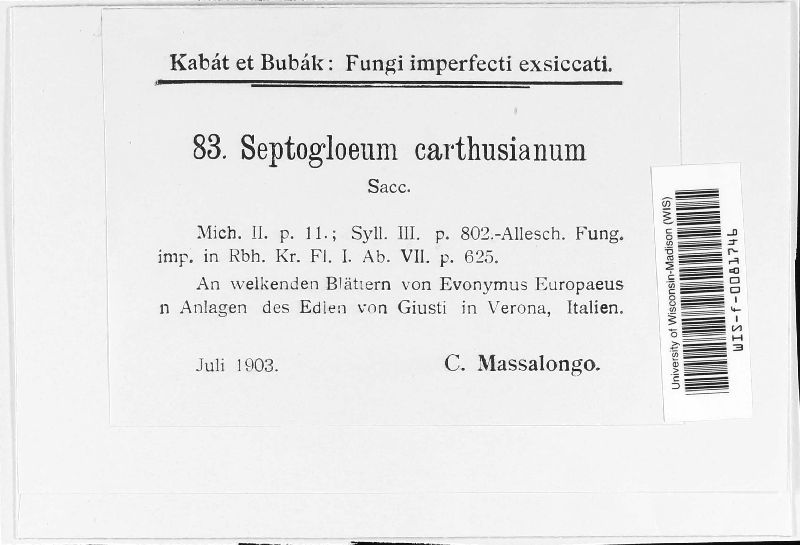 Kabát et Bubák: Fungi imperfecti exsiccati.
83. Septogloeum carthusianum
Sacc.
Mich. II. p. 11.; Syll. III. p. 802.-Allesch. Fung.
imp. in Rbh. Kr. Fl. I. Ab. VII. p. 625.
An welkenden Blättern von Evonymus Europaeus
n Anlagen des Edlen von Giusti in Verona, Italien.
Juli 1903.
C. Massalongo.
University of Wisconsin-Madison (WIS)
WIS-f-0081746